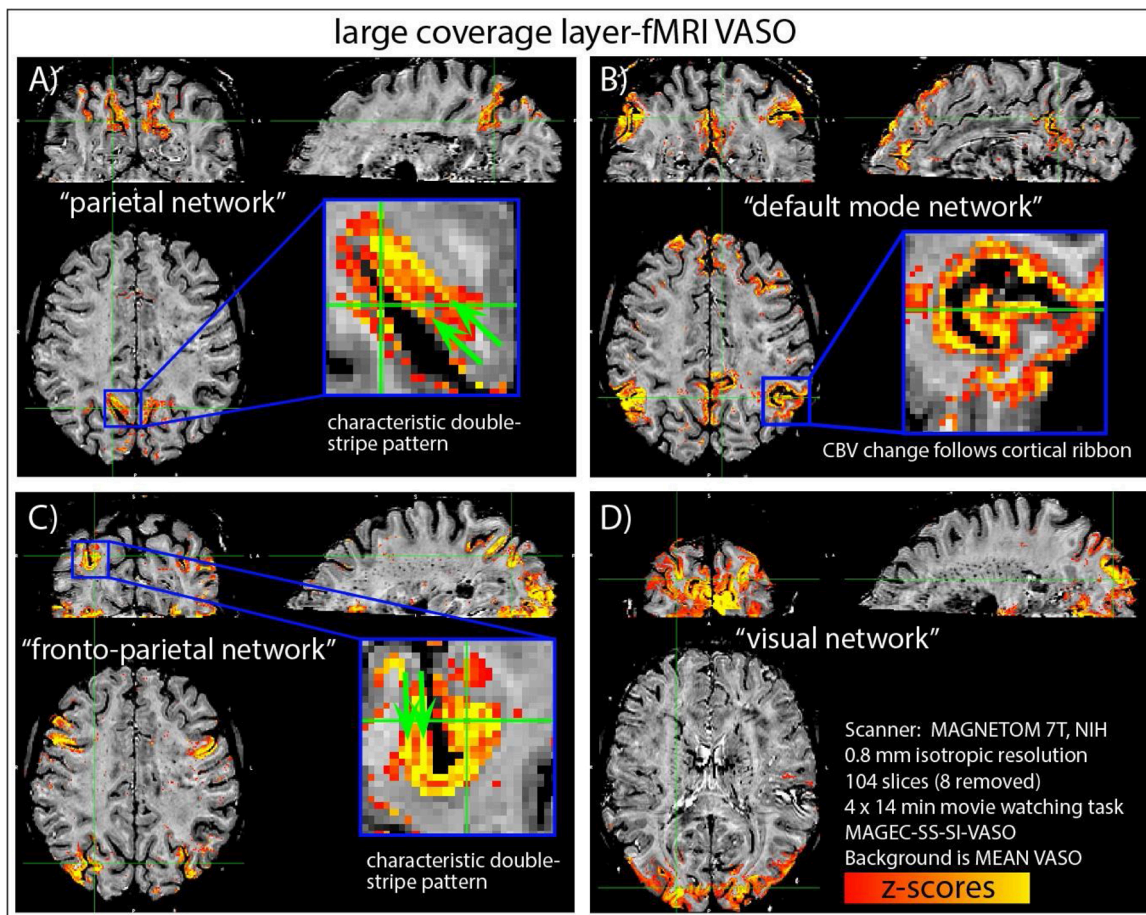 large coverage layer-fMRI VASO
A)
"parietal network"
characteristic double-
stripe pattern
B)
"default mode network"
CBV change follows cortical ribbon
C)
"fronto-parietal network"
characteristic double-
stripe pattern
D)
"visual network"
Scanner: MAGNETOM 7T, NIH
0.8 mm isotropic resolution
104 slices (8 removed)
4 x 14 min movie watching task
MAGEC-SS-SI-VASO
Background is MEAN VASO
z-scores